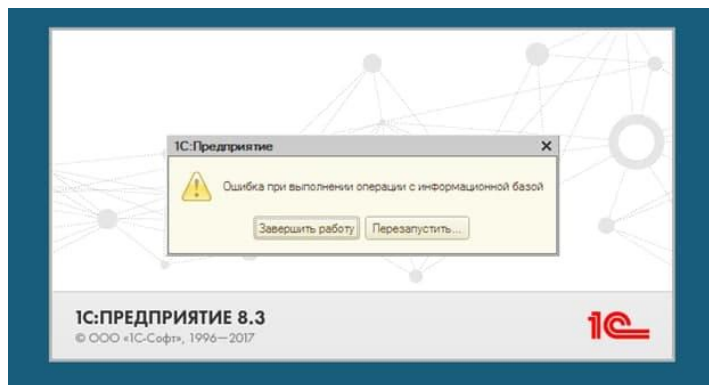 1С:Предприятие
Ошибка при выполнении операции с информационной базой
Завершить работу
Перезапустить...
1С:ПРЕДПРИЯТИЕ 8.3
© ООО «1С-Софт», 1996—2017
1С